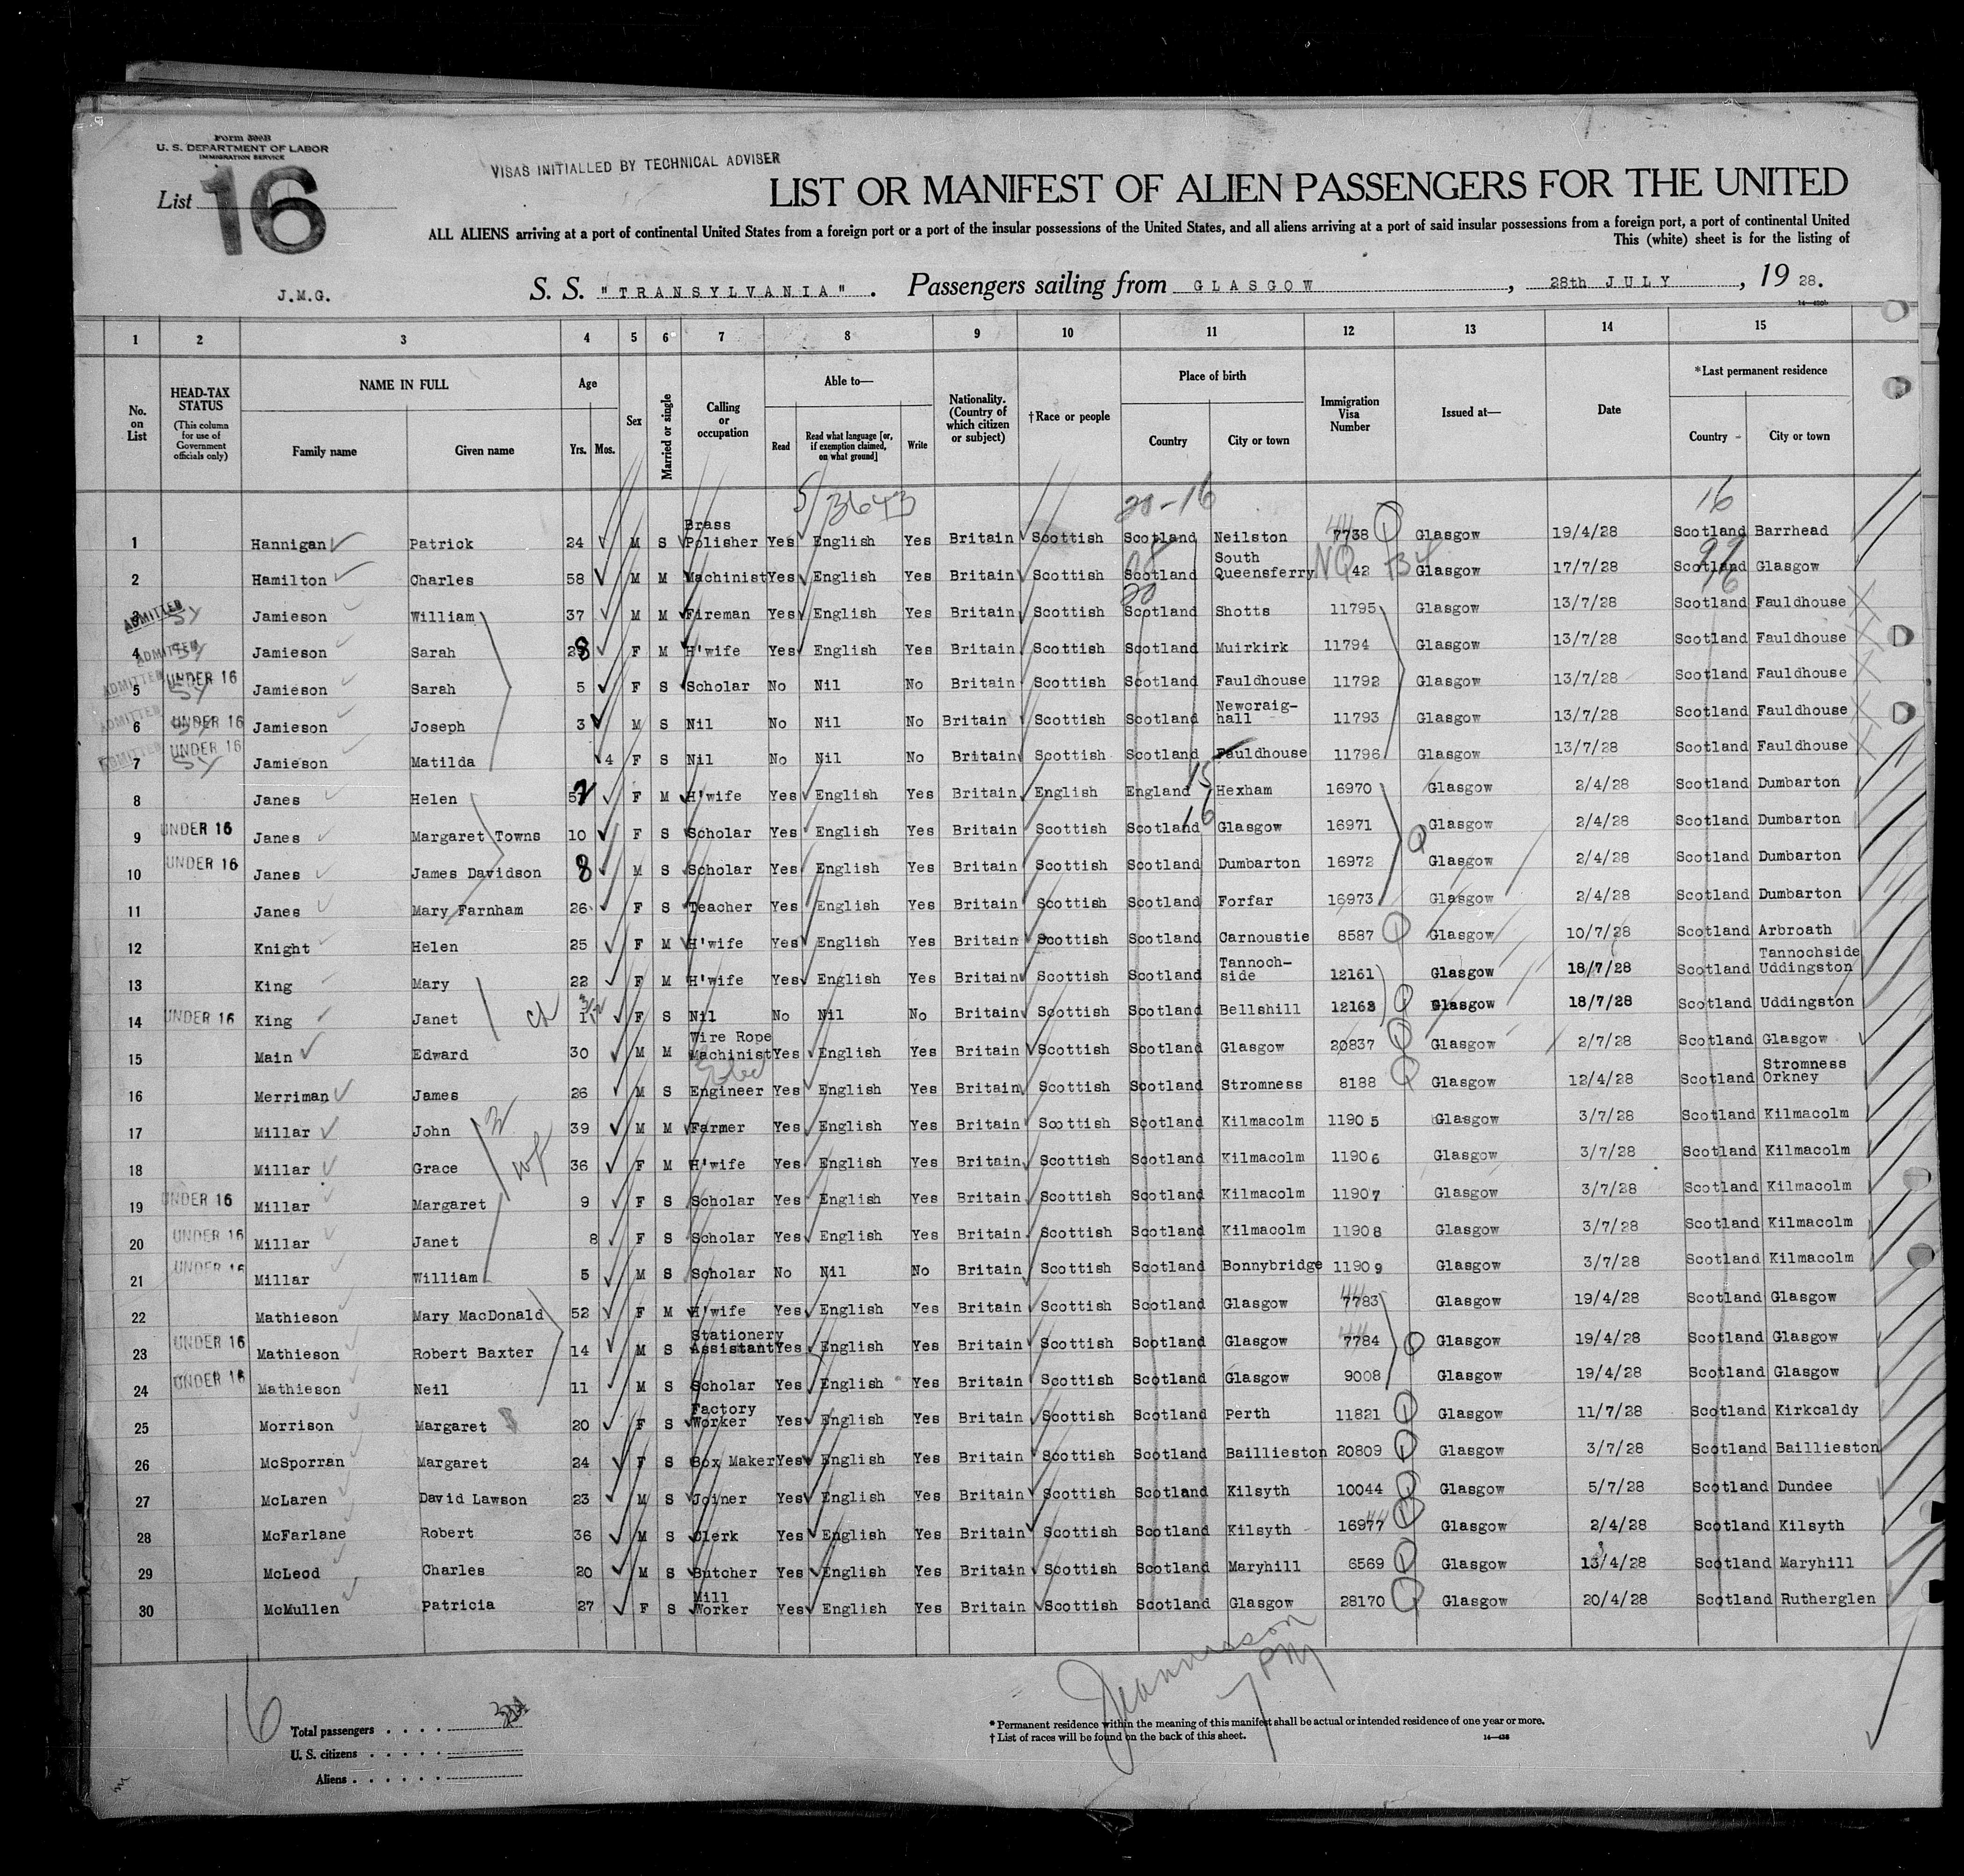 Form 500B
U. S. DEPARTMENT OF LABOR
IMMIGRATION SERVICE
VISAS INITIALLED BY TECHNICAL ADVISER
List 16
LIST OR MANIFEST OF ALIEN PASSENGERS FOR THE UNITED
ALL ALIENS arriving at a port of continental United States from a foreign port or a port of the insular possessions of the United States, and all aliens arriving at a port of said insular possessions from a foreign port, a port of continental United
This (white) sheet is for the listing of
J.M.G.
S. S. "TRANSYLVANIA". Passengers sailing from GLASGOW, 28th JULY, 19 28.
1 2 3 4 5 6 7 8 9 10 11 12 13 14 15
No. on List
HEAD-TAX STATUS (This column for use of Government officials only)
NAME IN FULL Family name Given name
Age Yrs. Mos.
Sex
Married or single
Calling or occupation
Able to— Read Read what language [or, if exemption claimed, on what ground] Write
Nationality. (Country of which citizen or subject)
†Race or people
Place of birth Country City or town
Immigration Visa Number
Issued at—
Date
*Last permanent residence Country City or town
20-16 16
1 Hannigan Patrick 24 M S Brass Polisher Yes English Yes Britain Scottish Scotland Neilston 7738 Glasgow 19/4/28 Scotland Barrhead
2 Hamilton Charles 58 M M Machinist Yes English Yes Britain Scottish Scotland South Queensferry NQ 42 Glasgow 17/7/28 Scotland Glasgow
ADMITTED 3 Jamieson William 37 M M Fireman Yes English Yes Britain Scottish Scotland Shotts 11795 Glasgow 13/7/28 Scotland Fauldhouse
ADMITTED 4 Jamieson Sarah 28 F M H'wife Yes English Yes Britain Scottish Scotland Muirkirk 11794 Glasgow 13/7/28 Scotland Fauldhouse
ADMITTED 5 UNDER 16 Jamieson Sarah 5 F S Scholar No Nil No Britain Scottish Scotland Fauldhouse 11792 Glasgow 13/7/28 Scotland Fauldhouse
ADMITTED 6 UNDER 16 Jamieson Joseph 3 M S Nil No Nil No Britain Scottish Scotland Newcraig-hall 11793 Glasgow 13/7/28 Scotland Fauldhouse
ADMITTED 7 UNDER 16 Jamieson Matilda 4 F S Nil No Nil No Britain Scottish Scotland Fauldhouse 11796 Glasgow 13/7/28 Scotland Fauldhouse
8 Janes Helen 52 F M H'wife Yes English Yes Britain English England Hexham 16970 Glasgow 2/4/28 Scotland Dumbarton
9 UNDER 16 Janes Margaret Towns 10 F S Scholar Yes English Yes Britain Scottish Scotland Glasgow 16971 Glasgow 2/4/28 Scotland Dumbarton
10 UNDER 16 Janes James Davidson 8 M S Scholar Yes English Yes Britain Scottish Scotland Dumbarton 16972 Glasgow 2/4/28 Scotland Dumbarton
11 Janes Mary Farnham 26 F S Teacher Yes English Yes Britain Scottish Scotland Forfar 16973 Glasgow 2/4/28 Scotland Dumbarton
12 Knight Helen 25 F M H'wife Yes English Yes Britain Scottish Scotland Carnoustie 8587 Glasgow 10/7/28 Scotland Arbroath
13 King Mary 22 F M H'wife Yes English Yes Britain Scottish Scotland Tannoch-side 12161 Glasgow 18/7/28 Scotland Tannochside Uddingston
14 UNDER 16 King Janet F S Nil No Nil No Britain Scottish Scotland Bellshill 12163 Glasgow 18/7/28 Scotland Uddingston
15 Main Edward 30 M M Wire Rope Machinist Yes English Yes Britain Scottish Scotland Glasgow 20837 Glasgow 2/7/28 Scotland Glasgow
16 Merriman James 26 M S Engineer Yes English Yes Britain Scottish Scotland Stromness 8188 Glasgow 12/4/28 Scotland Stromness Orkney
17 Millar John 39 M M Farmer Yes English Yes Britain Scottish Scotland Kilmacolm 11905 Glasgow 3/7/28 Scotland Kilmacolm
18 Millar Grace 36 F M H'wife Yes English Yes Britain Scottish Scotland Kilmacolm 11906 Glasgow 3/7/28 Scotland Kilmacolm
19 UNDER 16 Millar Margaret 9 F S Scholar Yes English Yes Britain Scottish Scotland Kilmacolm 11907 Glasgow 3/7/28 Scotland Kilmacolm
20 UNDER 16 Millar Janet 8 F S Scholar Yes English Yes Britain Scottish Scotland Kilmacolm 11908 Glasgow 3/7/28 Scotland Kilmacolm
21 UNDER 16 Millar William 5 M S Scholar No Nil No Britain Scottish Scotland Bonnybridge 11909 Glasgow 3/7/28 Scotland Kilmacolm
22 Mathieson Mary MacDonald 52 F M H'wife Yes English Yes Britain Scottish Scotland Glasgow 7783 Glasgow 19/4/28 Scotland Glasgow
23 UNDER 16 Mathieson Robert Baxter 14 M S Stationery Assistant Yes English Yes Britain Scottish Scotland Glasgow 7784 Glasgow 19/4/28 Scotland Glasgow
24 UNDER 16 Mathieson Neil 11 M S Scholar Yes English Yes Britain Scottish Scotland Glasgow 9008 Glasgow 19/4/28 Scotland Glasgow
25 Morrison Margaret 20 F S Factory Worker Yes English Yes Britain Scottish Scotland Perth 11821 Glasgow 11/7/28 Scotland Kirkcaldy
26 McSporran Margaret 24 F S Box Maker Yes English Yes Britain Scottish Scotland Baillieston 20809 Glasgow 3/7/28 Scotland Baillieston
27 McLaren David Lawson 23 M S Joiner Yes English Yes Britain Scottish Scotland Kilsyth 10044 Glasgow 5/7/28 Scotland Dundee
28 McFarlane Robert 36 M S Clerk Yes English Yes Britain Scottish Scotland Kilsyth 16977 Glasgow 2/4/28 Scotland Kilsyth
29 McLeod Charles 20 M S Butcher Yes English Yes Britain Scottish Scotland Maryhill 6569 Glasgow 13/4/28 Scotland Maryhill
30 McMullen Patricia 27 F S Mill Worker Yes English Yes Britain Scottish Scotland Glasgow 28170 Glasgow 20/4/28 Scotland Rutherglen
16
Total passengers
U. S. citizens
Aliens
* Permanent residence within the meaning of this manifest shall be actual or intended residence of one year or more.
† List of races will be found on the back of this sheet.